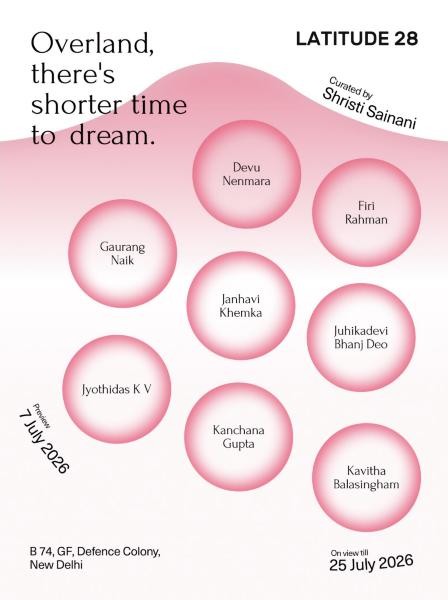 Overland,
there's
shorter time
to dream.
LATITUDE 28
Curated by
Shristi Sainani
Devu
Nenmara
Firi
Rahman
Gaurang
Naik
Janhavi
Khemka
Juhikadevi
Bhanj Deo
Jyothidas K V
Kanchana
Gupta
Kavitha
Balasingham
Preview
7 July 2026
B 74, GF, Defence Colony,
New Delhi
On view till
25 July 2026